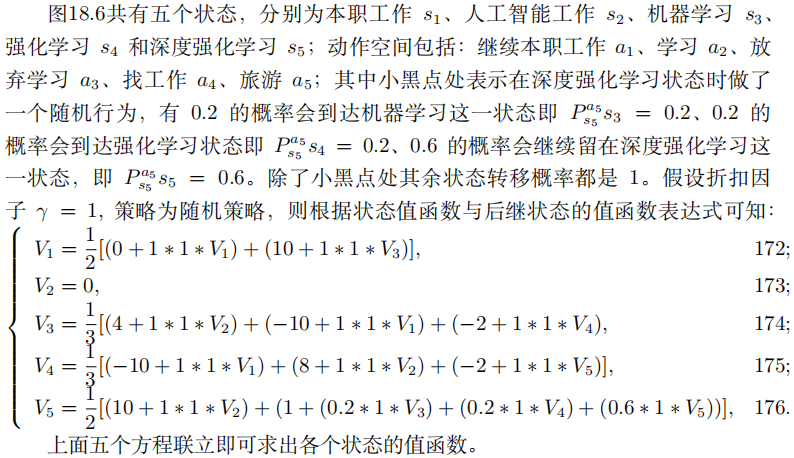 图18.6共有五个状态，分别为本职工作 s₁、人工智能工作 s₂、机器学习 s₃、
强化学习 s₄ 和深度强化学习 s₅；动作空间包括：继续本职工作 a₁、学习 a₂、放
弃学习 a₃、找工作 a₄、旅游 a₅；其中小黑点处表示在深度强化学习状态时做了
一个随机行为，有 0.2 的概率会到达机器学习这一状态即 $P_{s_5}^{a_5}s_3 = 0.2$、0.2 的
概率会到达强化学习状态即 $P_{s_5}^{a_5}s_4 = 0.2$、0.6 的概率会继续留在深度强化学习这
一状态，即 $P_{s_5}^{a_5}s_5 = 0.6$。除了小黑点处其余状态转移概率都是 1。假设折扣因
子 γ = 1, 策略为随机策略，则根据状态值函数与后继状态的值函数表达式可知：
$V_1 = \frac{1}{2}[(0 + 1 * 1 * V_1) + (10 + 1 * 1 * V_3)],$ 172;
$V_2 = 0,$ 173;
$V_3 = \frac{1}{3}[(4 + 1 * 1 * V_2) + (-10 + 1 * 1 * V_1) + (-2 + 1 * 1 * V_4),$ 174;
$V_4 = \frac{1}{3}[(-10 + 1 * 1 * V_1) + (8 + 1 * 1 * V_2) + (-2 + 1 * 1 * V_5)],$ 175;
$V_5 = \frac{1}{2}[(10 + 1 * 1 * V_2) + (1 + (0.2 * 1 * V_3) + (0.2 * 1 * V_4) + (0.6 * 1 * V_5))],$ 176.
上面五个方程联立即可求出各个状态的值函数。